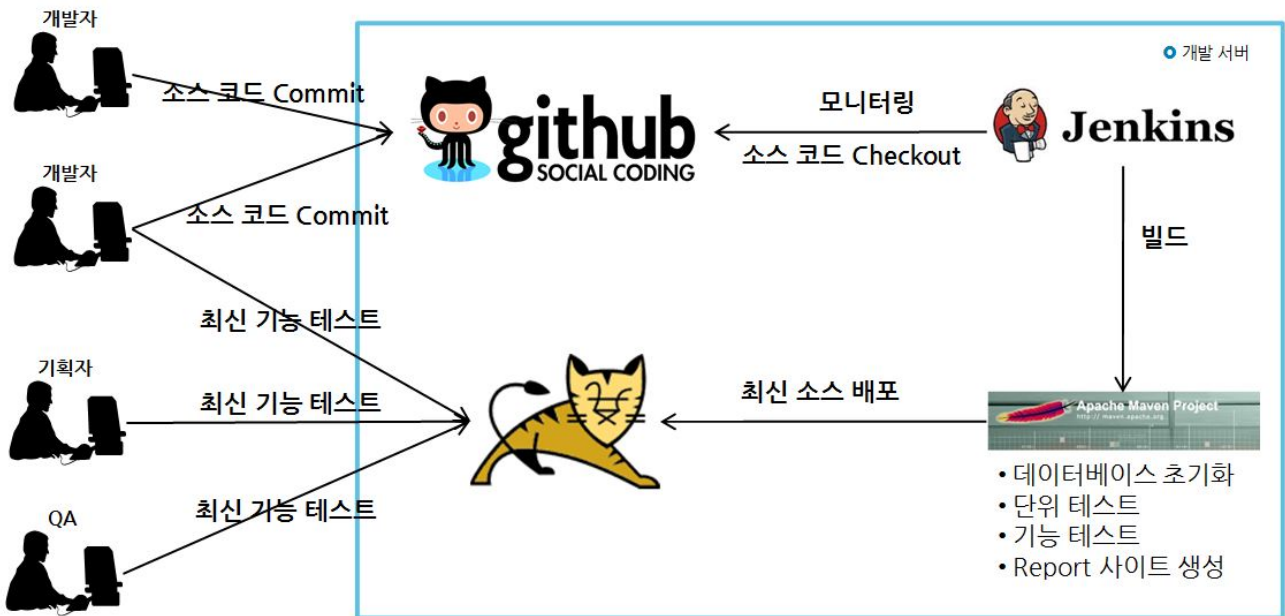 개발자
개발 서버
소스 코드 Commit
github
SOCIAL CODING
모니터링
소스 코드 Checkout
Jenkins
개발자
소스 코드 Commit
빌드
최신 기능 테스트
기획자
최신 기능 테스트
최신 소스 배포
Apache Maven Project
http://maven.apache.org
QA
최신 기능 테스트
• 데이터베이스 초기화
• 단위 테스트
• 기능 테스트
• Report 사이트 생성